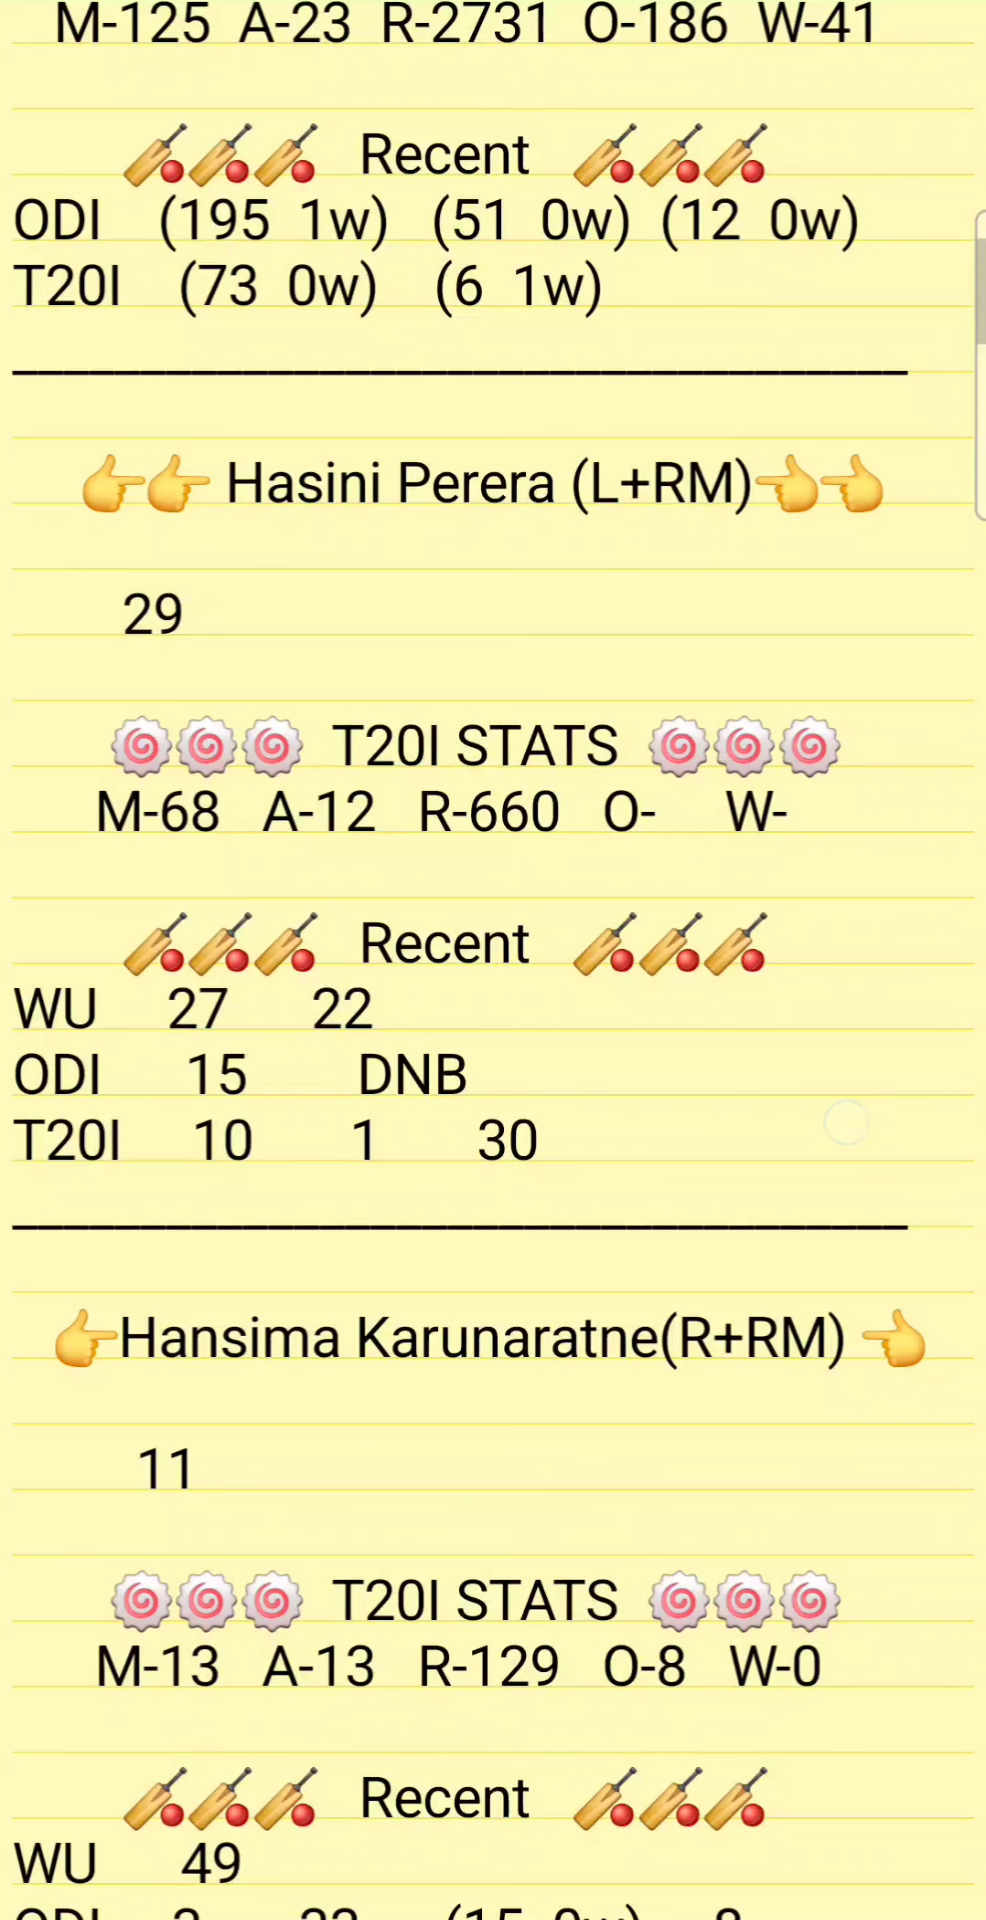 M-125 A-23 R-2731 O-186 W-41
Recent
ODI (195 1w) (51 0w) (12 0w)
T20I (73 0w) (6 1w)
Hasini Perera (L+RM)
29
T20I STATS
M-68 A-12 R-660 O- W-
Recent
WU 27 22
ODI 15 DNB
T20I 10 1 30
Hansima Karunaratne(R+RM)
11
T20I STATS
M-13 A-13 R-129 O-8 W-0
Recent
WU 49
ODI